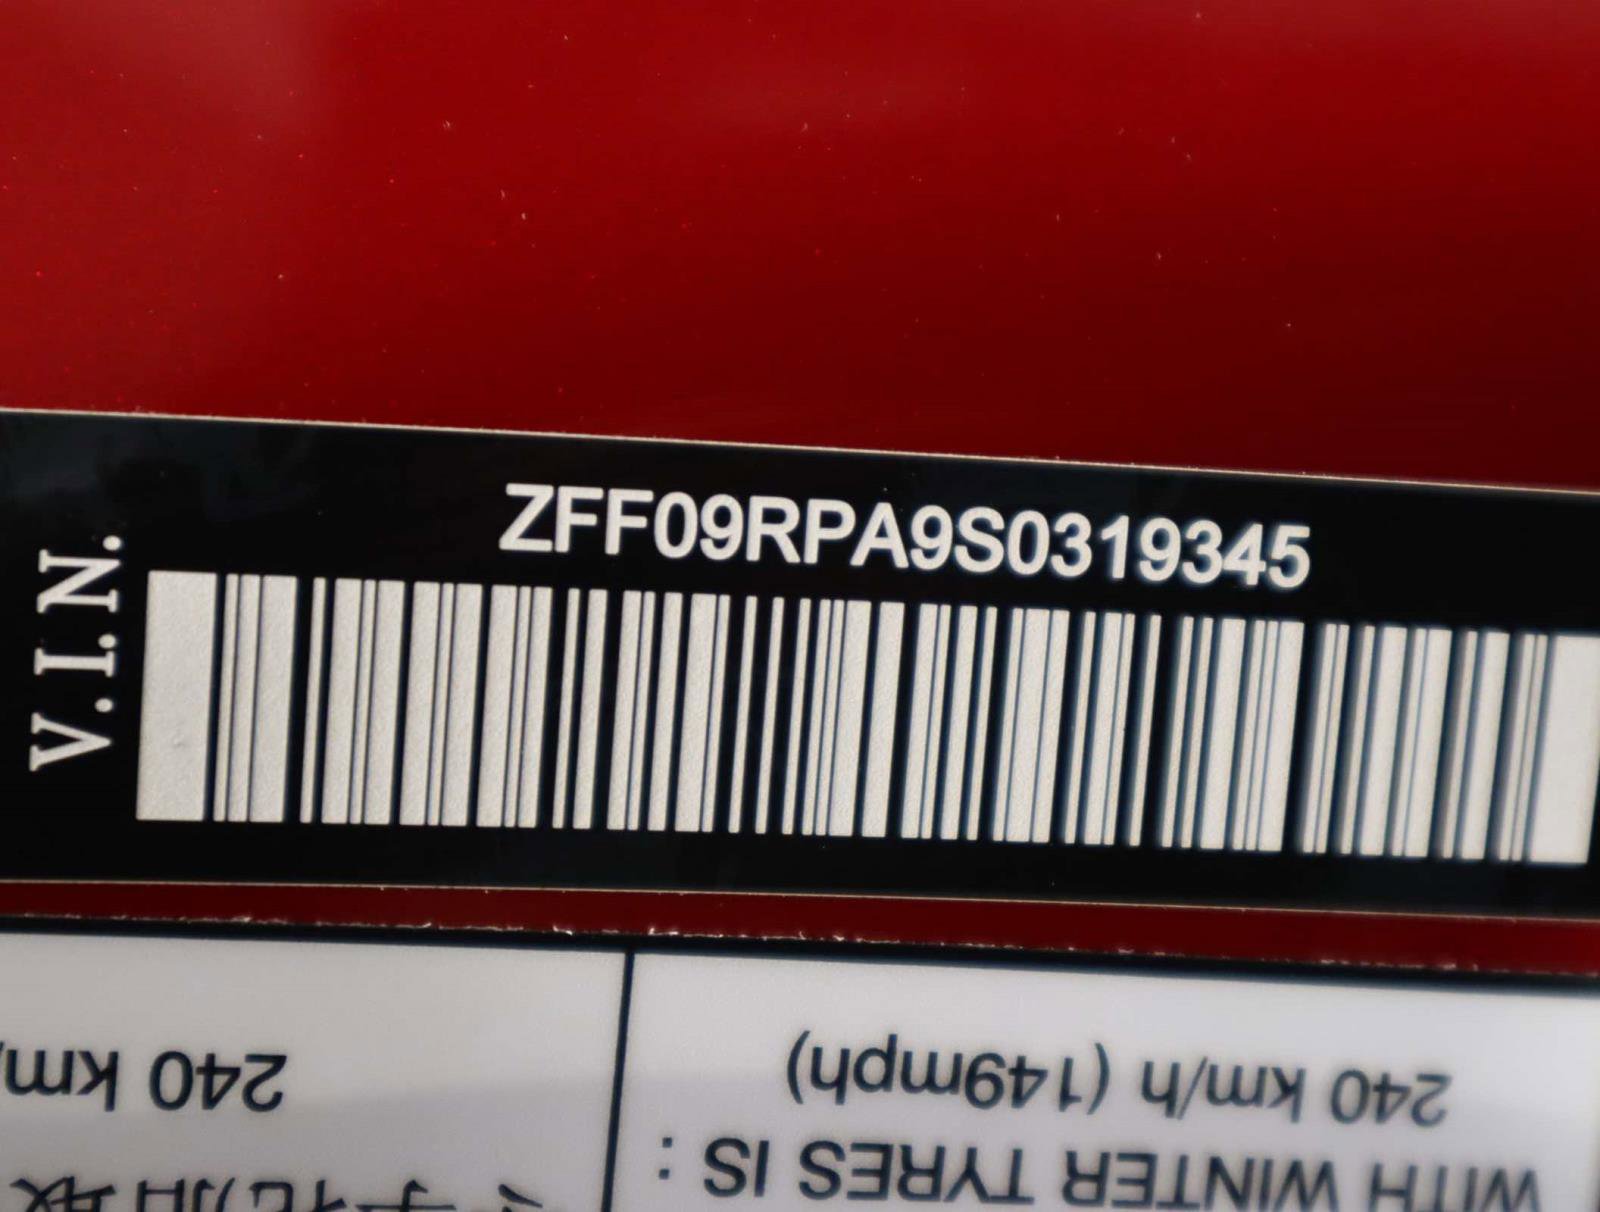 V.I.N.
ZFF09RPA9S0319345
240 km/
240 km/h (149mph)
WITH WINTER TYRES IS :